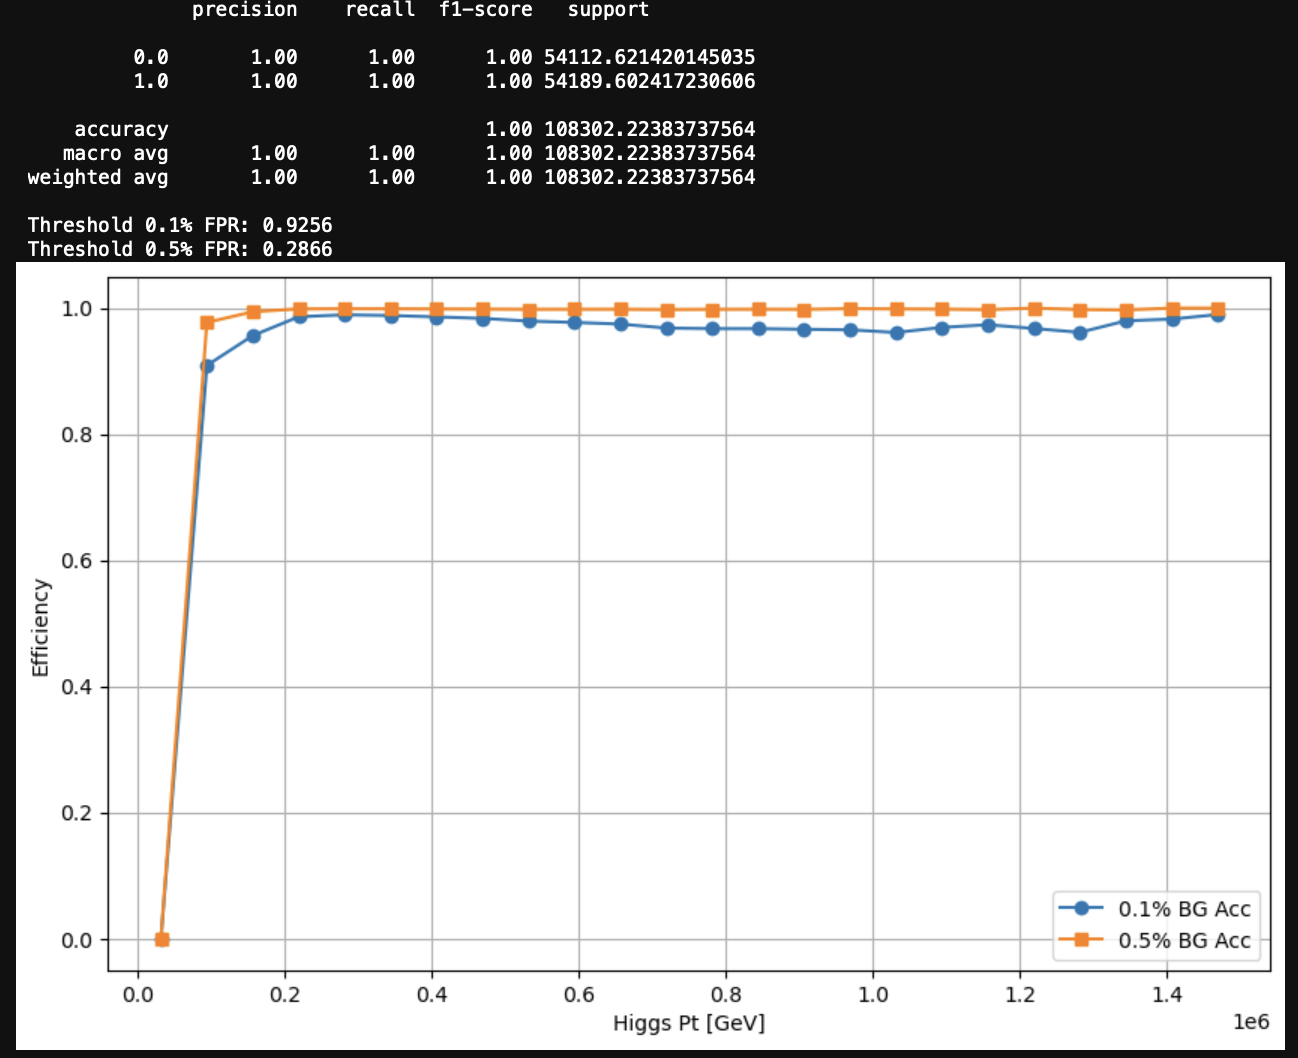 precision recall f1-score support
0.0 1.00 1.00 1.00 54112.621420145035
1.0 1.00 1.00 1.00 54189.602417230606
accuracy 1.00 108302.22383737564
macro avg 1.00 1.00 1.00 108302.22383737564
weighted avg 1.00 1.00 1.00 108302.22383737564
Threshold 0.1% FPR: 0.9256
Threshold 0.5% FPR: 0.2866
1.0
0.8
0.6
0.4
0.2
0.0
Efficiency
0.1% BG Acc
0.5% BG Acc
0.0 0.2 0.4 0.6 0.8 1.0 1.2 1.4
Higgs Pt [GeV]
1e6